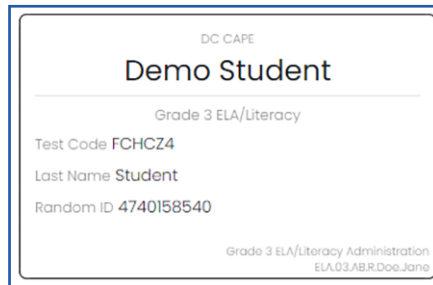 DC CAPE
Demo Student
Grade 3 ELA/Literacy
Test Code FCHCZ4
Last Name Student
Random ID 4740158540
Grade 3 ELA/Literacy Administration
ELA.03.AB.R.Doe.Jane